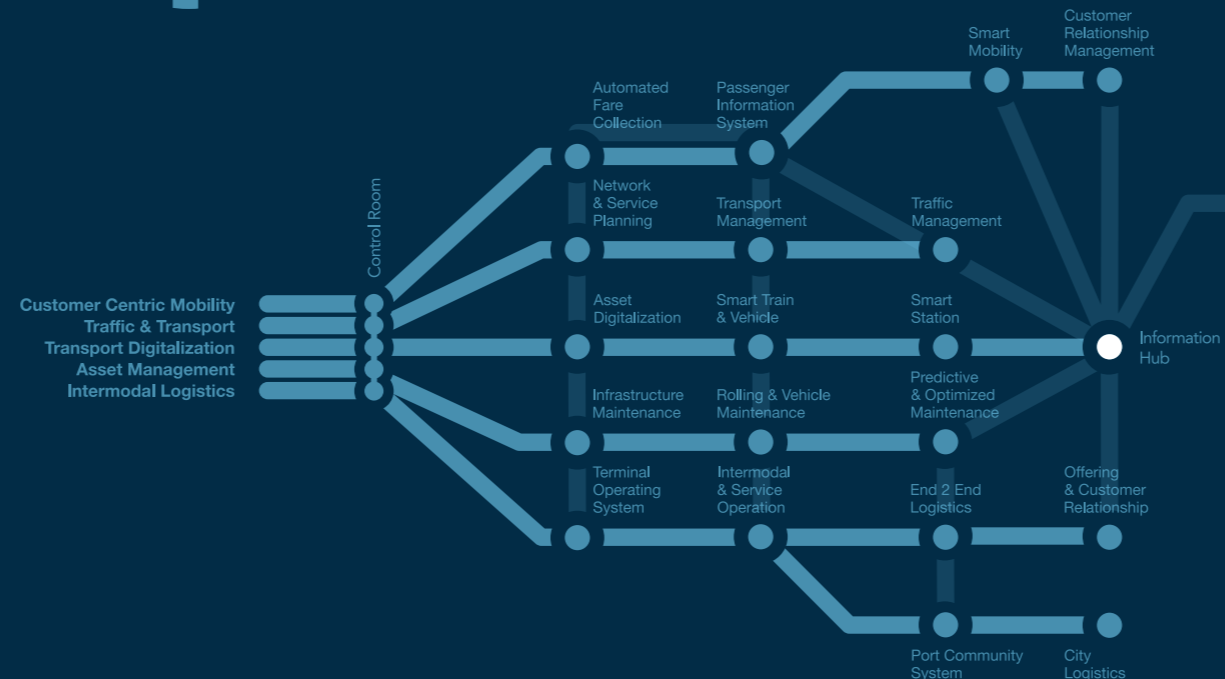 Customer
Relationship
Management
Smart
Mobility
Automated
Fare
Collection
Passenger
Information
System
Control Room
Network
& Service
Planning
Transport
Management
Traffic
Management
Customer Centric Mobility
Traffic & Transport
Transport Digitalization
Asset Management
Intermodal Logistics
Asset
Digitalization
Smart Train
& Vehicle
Smart
Station
Information
Hub
Infrastructure
Maintenance
Rolling & Vehicle
Maintenance
Predictive
& Optimized
Maintenance
Terminal
Operating
System
Intermodal
& Service
Operation
End 2 End
Logistics
Offering
& Customer
Relationship
Port Community
System
City
Logistics